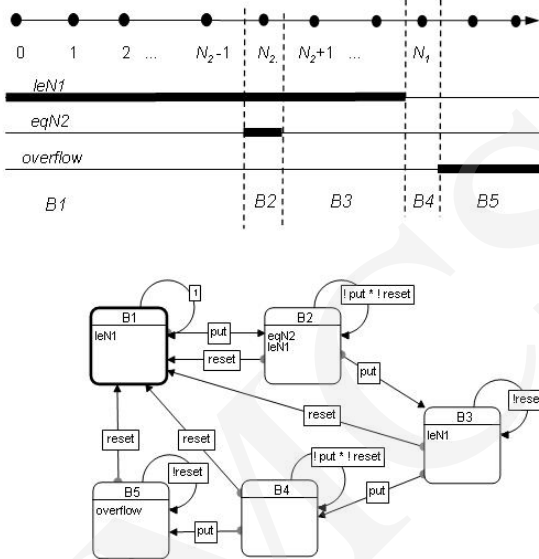 0 1 2 ... N2-1 N2. N2+1 ... N1
leN1
eqN2
overflow
B1 B2 B3 B4 B5
1
! put * ! reset
B1
leN1
put
B2
eqN2
leN1
reset
put
B3
leN1
!rese
reset
reset
reset
! put * ! reset
!reset
put
B5
overflow
B4
put